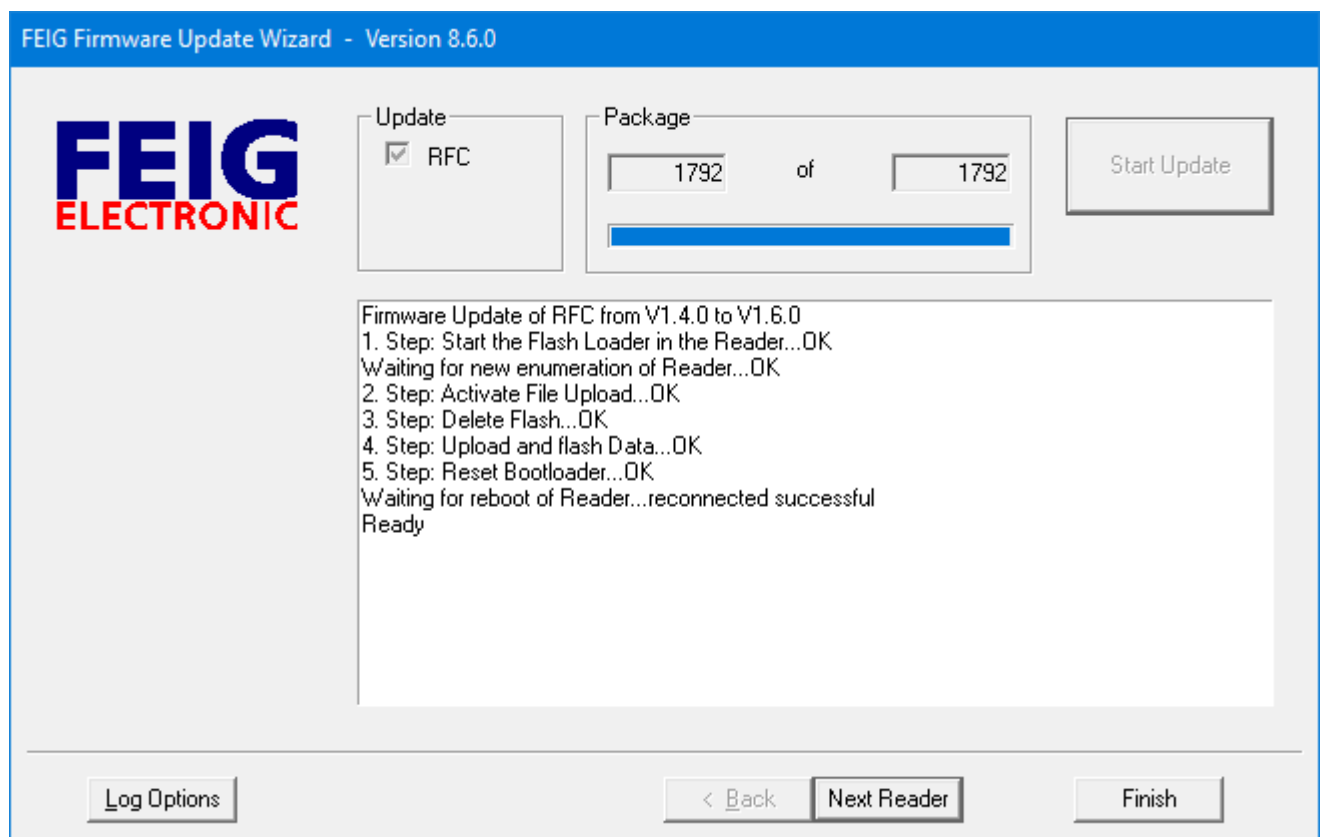 FEIG Firmware Update Wizard - Version 8.6.0
FEIG
ELECTRONIC
Update
RFC
Package
1792 of 1792
Start Update
Firmware Update of RFC from V1.4.0 to V1.6.0
1. Step: Start the Flash Loader in the Reader...OK
Waiting for new enumeration of Reader...OK
2. Step: Activate File Upload...OK
3. Step: Delete Flash...OK
4. Step: Upload and flash Data...OK
5. Step: Reset Bootloader...OK
Waiting for reboot of Reader...reconnected successful
Ready
Log Options
< Back
Next Reader
Finish